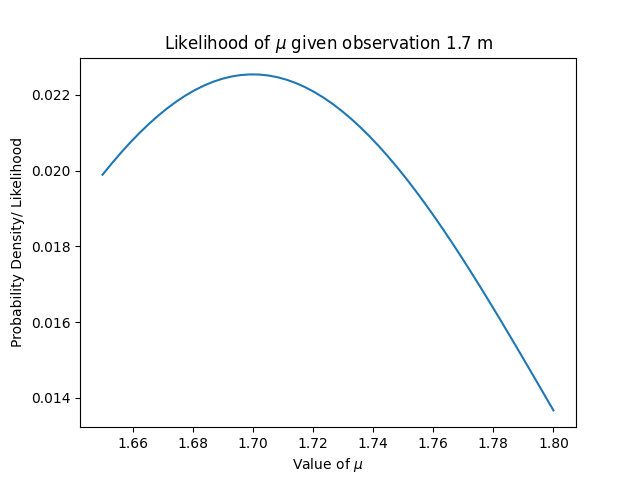 Likelihood of μ given observation 1.7 m
0.022
0.020
0.018
0.016
0.014
Probability Density/ Likelihood
1.66 1.68 1.70 1.72 1.74 1.76 1.78 1.80
Value of μ